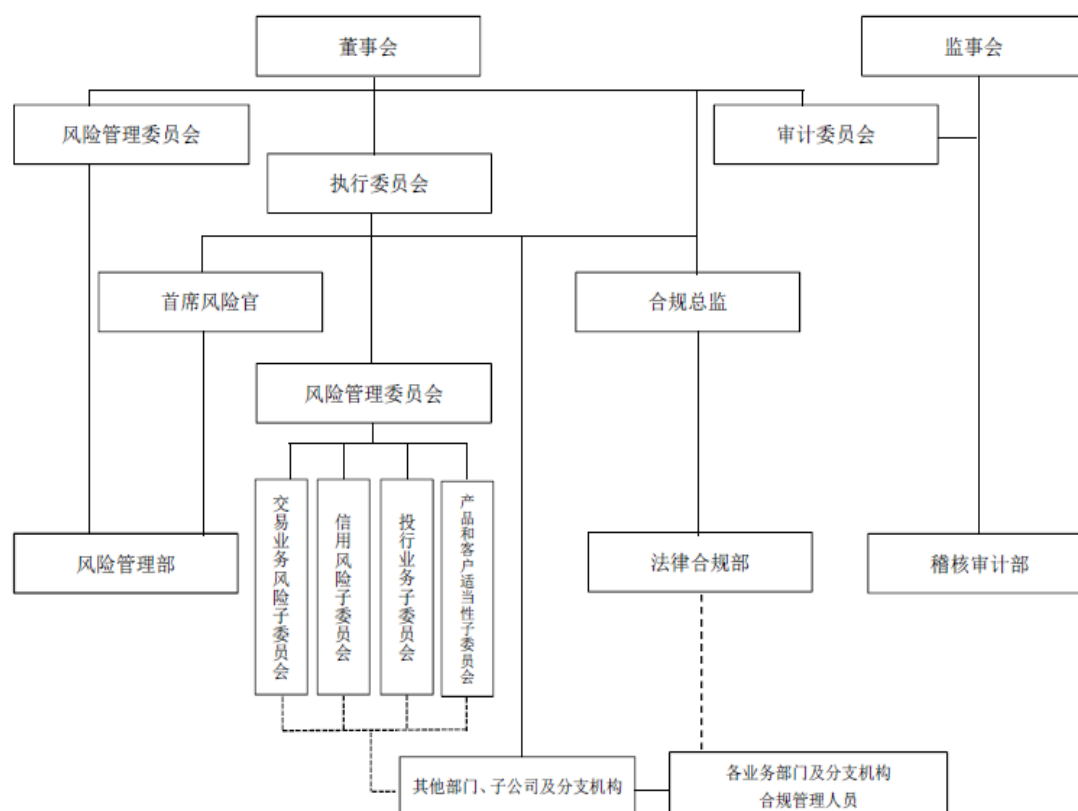 董事会
监事会
风险管理委员会
审计委员会
执行委员会
首席风险官
合规总监
风险管理委员会
交易业务风险子委员会
信用风险子委员会
投行业务子委员会
产品和客户适当性子委员会
风险管理部
法律合规部
稽核审计部
其他部门、子公司及分支机构
各业务部门及分支机构
合规管理人员